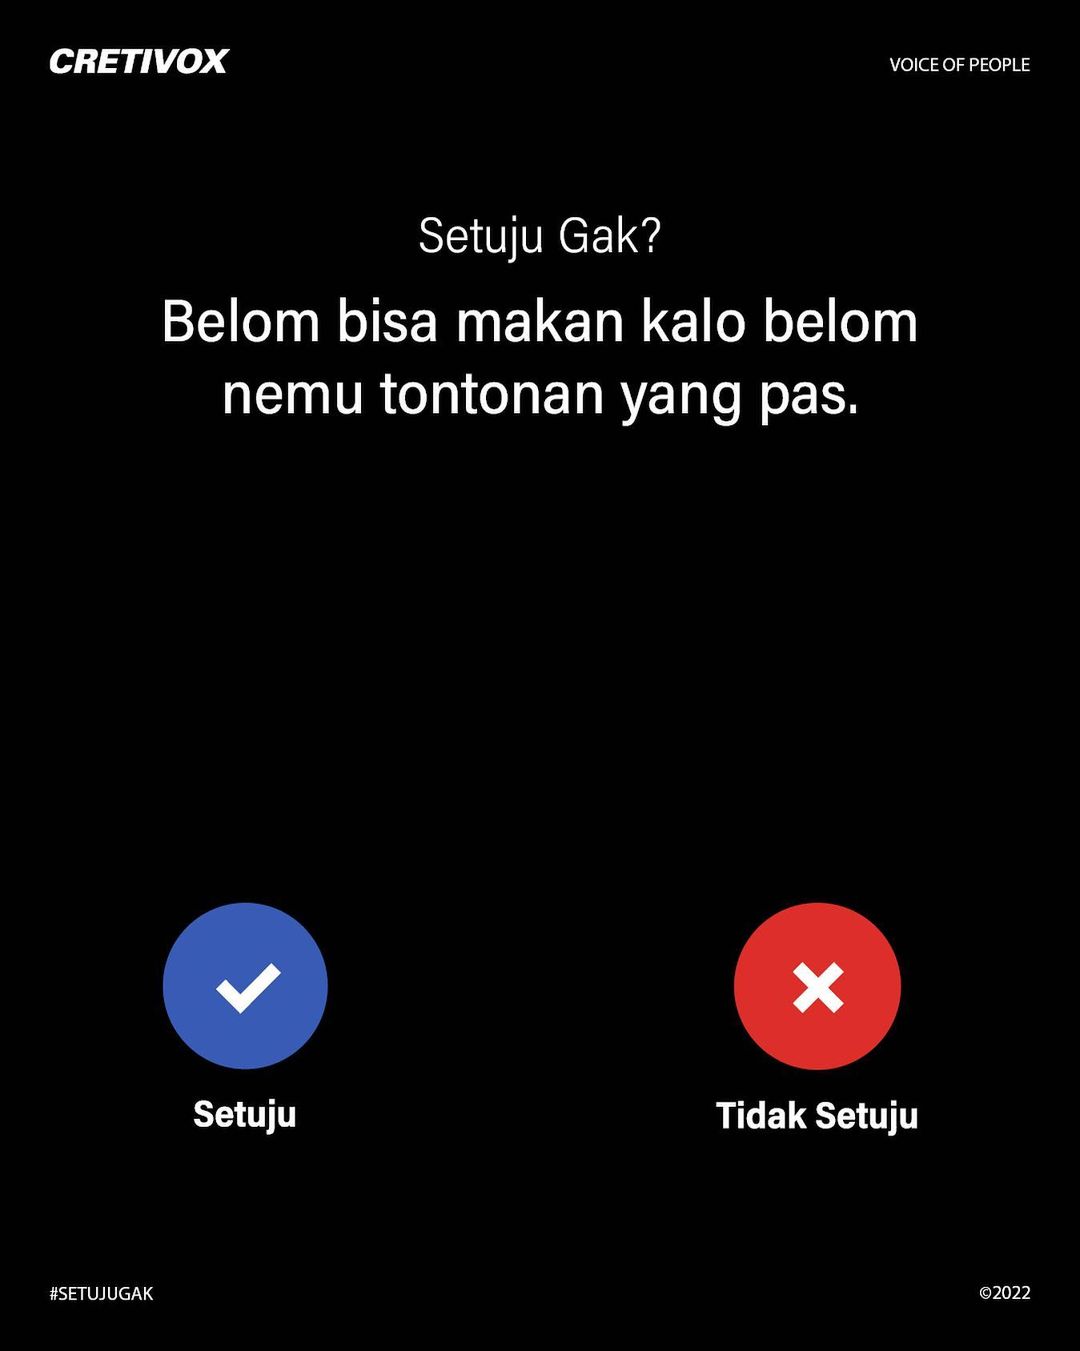 CRETIVOX
VOICE OF PEOPLE
Setuju Gak?
Belom bisa makan kalo belom
nemu tontonan yang pas.
Setuju
Tidak Setuju
#SETUJUGAK
©2022